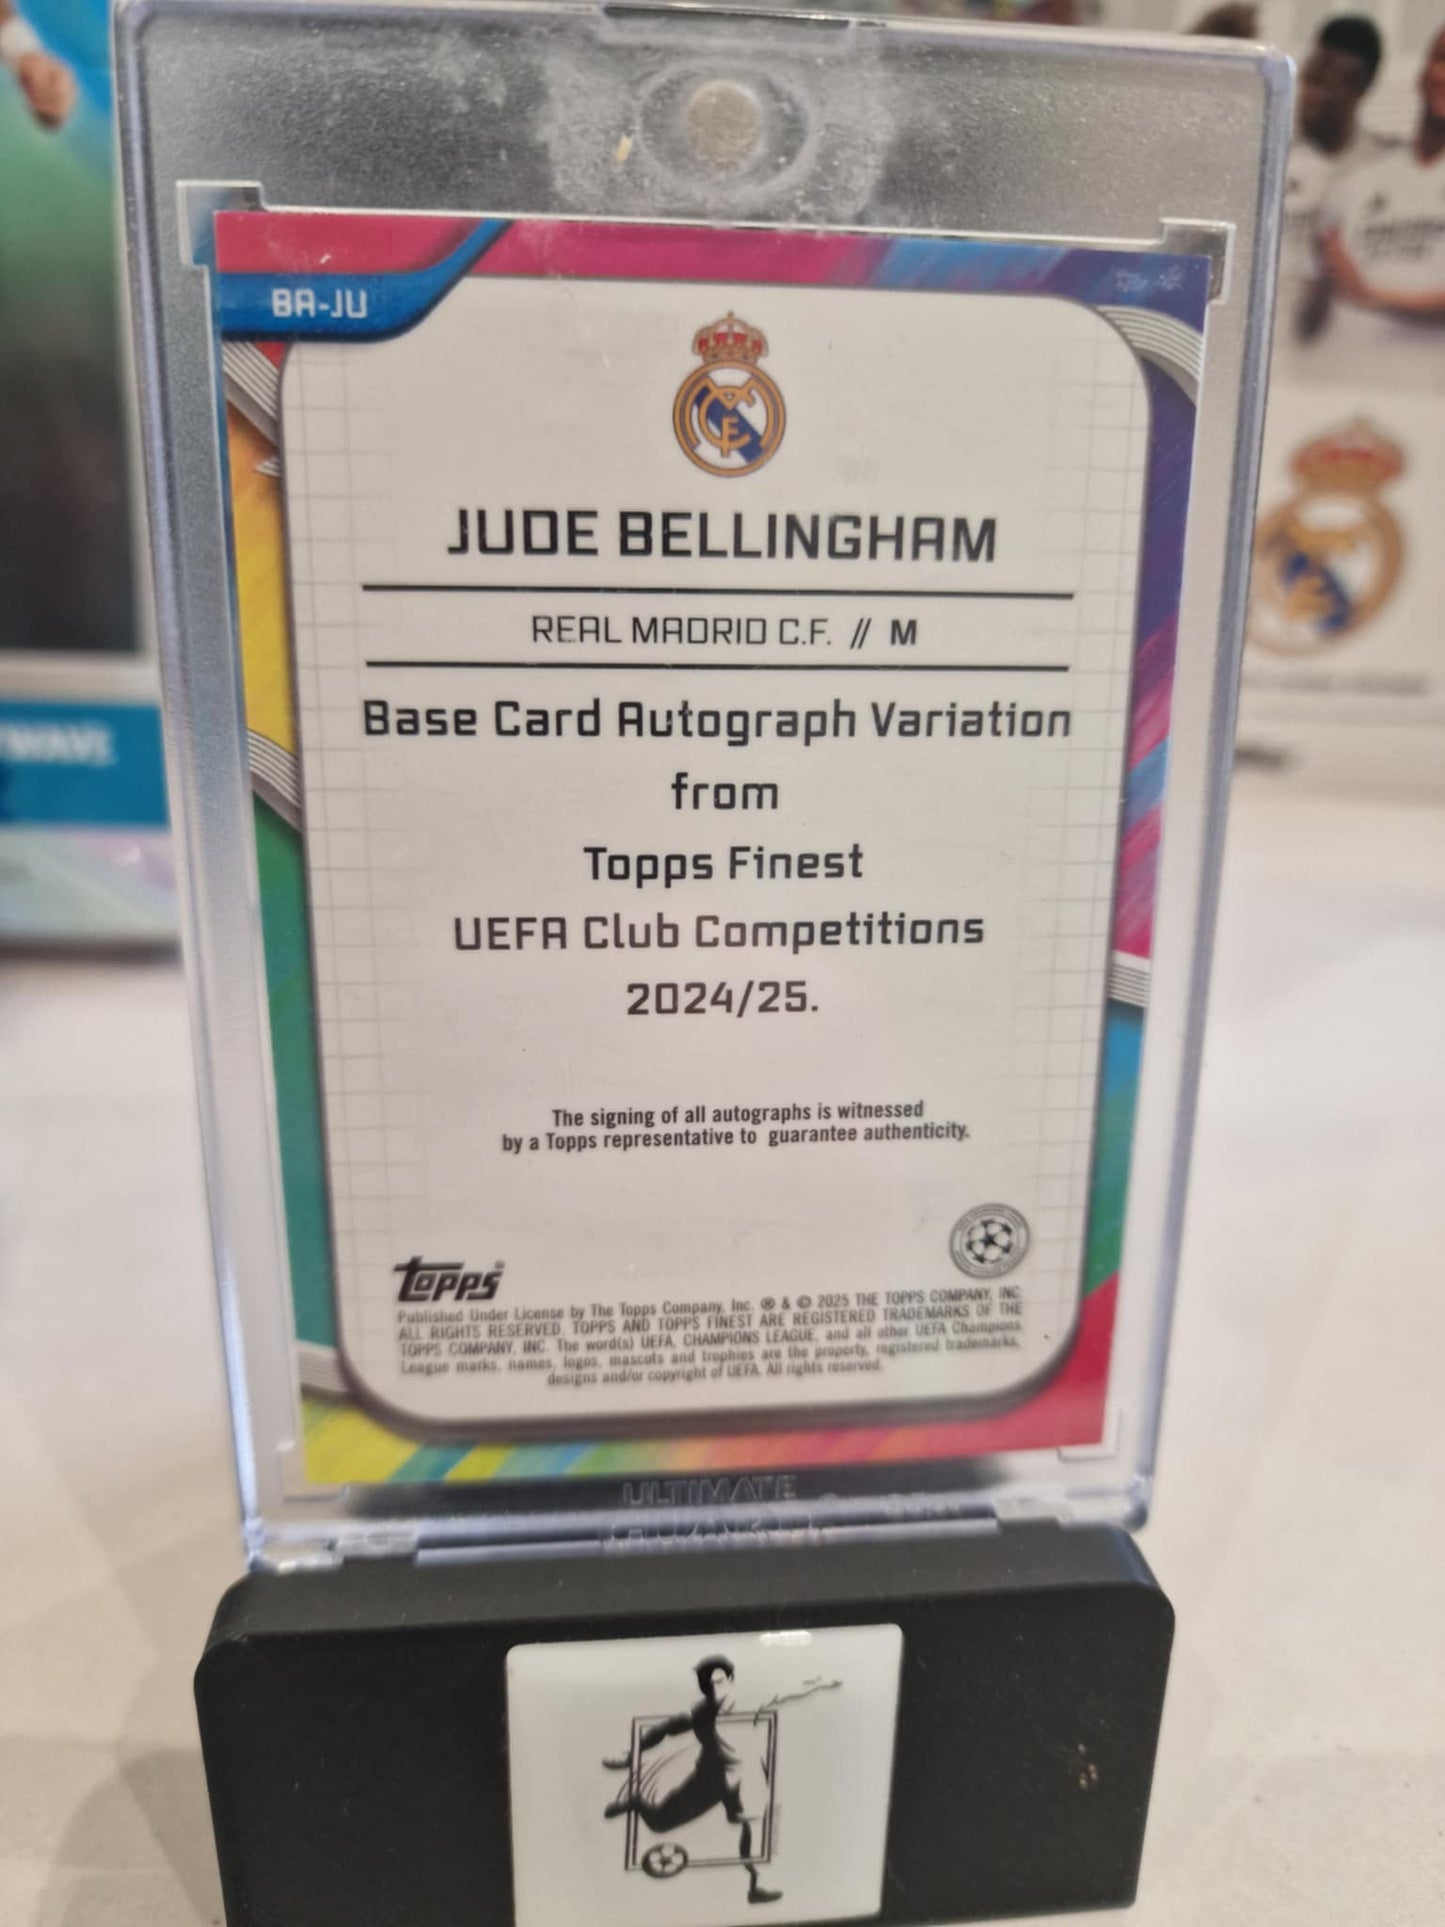 BA-JU
JUDE BELLINGHAM
REAL MADRID C.F. // M
Base Card Autograph Variation
from
Topps Finest
UEFA Club Competitions
2024/25.
The signing of all autographs is witnessed
by a Topps representative to guarantee authenticity.
topps®
Published Under License by The Topps Company, Inc. ® & © 2025 THE TOPPS COMPANY, INC.
ALL RIGHTS RESERVED. TOPPS AND TOPPS FINEST ARE REGISTERED TRADEMARKS OF THE
TOPPS COMPANY, INC. The word(s) UEFA, CHAMPIONS LEAGUE, and all other UEFA Champions
League marks, names, logos, mascots and trophies are the property, registered trademarks,
designs and/or copyright of UEFA. All rights reserved.
ULTIMATE
GUARD